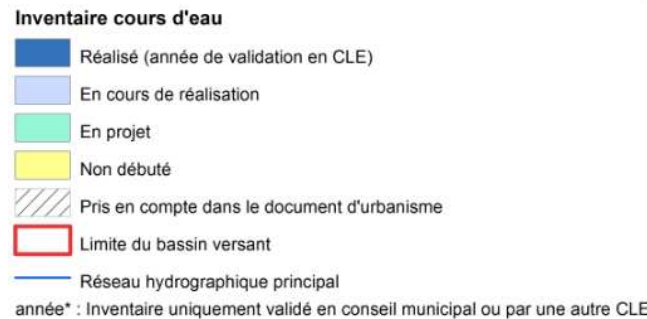 Inventaire cours d'eau
Réalisé (année de validation en CLE)
En cours de réalisation
En projet
Non débuté
Pris en compte dans le document d'urbanisme
Limite du bassin versant
Réseau hydrographique principal
année* : Inventaire uniquement validé en conseil municipal ou par une autre CLE